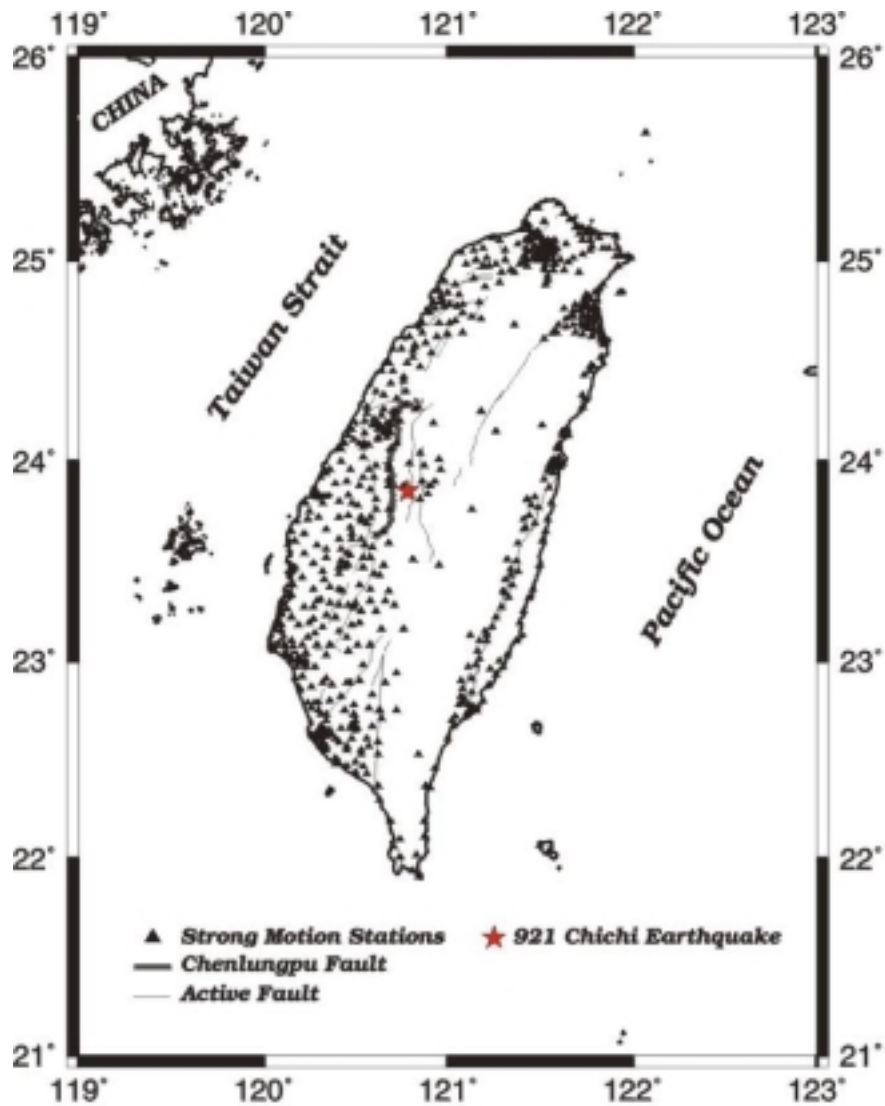 119° 120° 121° 122° 123°
26° 26°
CHINA
25° 25°
Taiwan Strait
24° 24°
Pacific Ocean
23° 23°
22° 22°
Strong Motion Stations 921 Chichi Earthquake
Chenlungpu Fault
Active Fault
21° 21°
119° 120° 121° 122° 123°